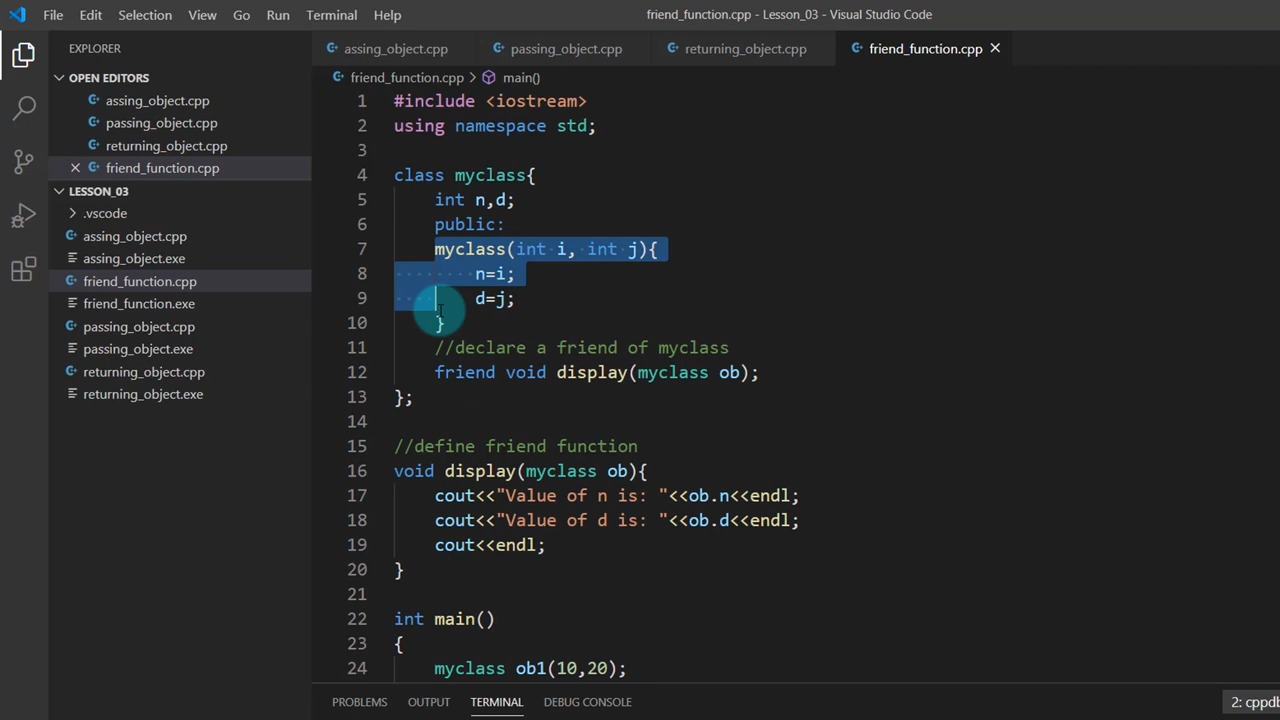 File Edit Selection View Go Run Terminal Help
friend_function.cpp - Lesson_03 - Visual Studio Code
EXPLORER
OPEN EDITORS
assing_object.cpp
passing_object.cpp
returning_object.cpp
friend_function.cpp
LESSON_03
.vscode
assing_object.cpp
assing_object.exe
friend_function.cpp
friend_function.exe
passing_object.cpp
passing_object.exe
returning_object.cpp
returning_object.exe
assing_object.cpp passing_object.cpp returning_object.cpp friend_function.cpp
friend_function.cpp > main()
1 #include <iostream>
2 using namespace std;
3
4 class myclass{
5 int n,d;
6 public:
7 myclass(int i, int j){
8 n=i;
9 d=j;
10 }
11 //declare a friend of myclass
12 friend void display(myclass ob);
13 };
14
15 //define friend function
16 void display(myclass ob){
17 cout<<"Value of n is: "<<ob.n<<endl;
18 cout<<"Value of d is: "<<ob.d<<endl;
19 cout<<endl;
20 }
21
22 int main()
23 {
24 myclass ob1(10,20);
PROBLEMS OUTPUT TERMINAL DEBUG CONSOLE
2: cppdb